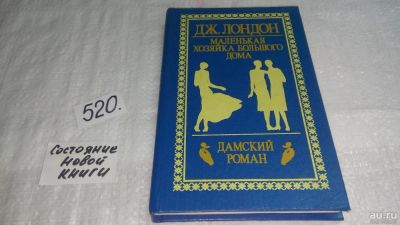 ДЖ. ЛОНДОН
МАЛЕНЬКАЯ
ХОЗЯЙКА БОЛЬШОГО
ДОМА
ДАМСКИЙ
РОМАН
520.
Состояние
новой
книги
au.ru